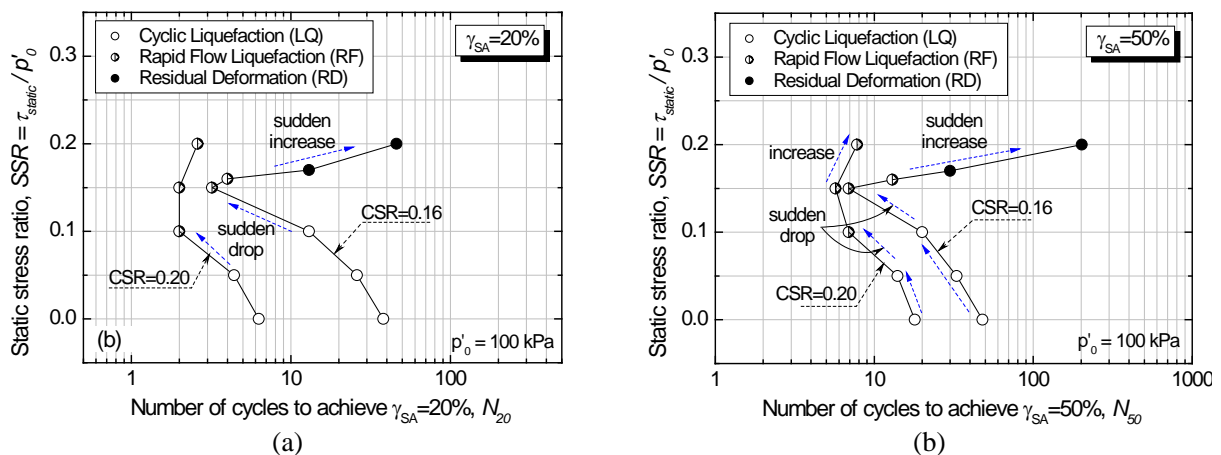 Cyclic Liquefaction (LQ)
Rapid Flow Liquefaction (RF)
Residual Deformation (RD)
γSA=20%
0.3
0.2
0.1
0.0
Static stress ratio, SSR = τstatic / p'0
sudden
increase
CSR=0.16
sudden
drop
CSR=0.20
(b)
p'0 = 100 kPa
1
10
100
Number of cycles to achieve γSA=20%, N20
(a)
Cyclic Liquefaction (LQ)
Rapid Flow Liquefaction (RF)
Residual Deformation (RD)
γSA=50%
0.3
0.2
0.1
0.0
Static stress ratio, SSR = τstatic / p'0
increase
sudden
increase
CSR=0.16
sudden
drop
CSR=0.20
p'0 = 100 kPa
1
10
100
1000
Number of cycles to achieve γSA=50%, N50
(b)